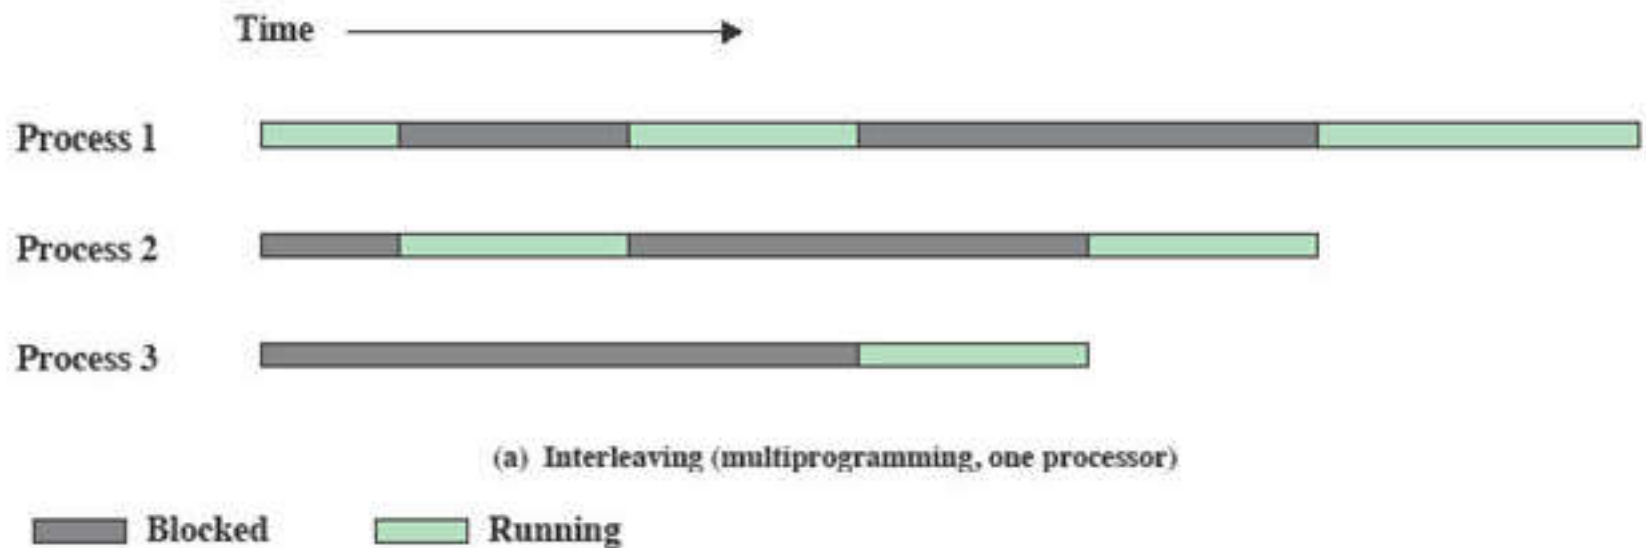 Time
Process 1
Process 2
Process 3
(a) Interleaving (multiprogramming, one processor)
Blocked Running